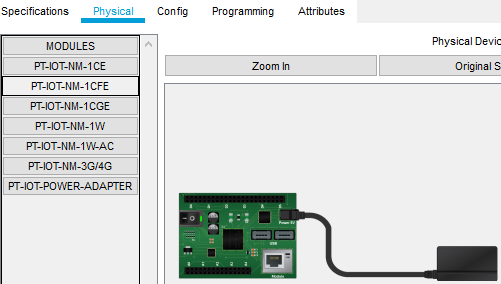 Specifications Physical Config Programming Attributes
MODULES
PT-IOT-NM-1CE
PT-IOT-NM-1CFE
PT-IOT-NM-1CGE
PT-IOT-NM-1W
PT-IOT-NM-1W-AC
PT-IOT-NM-3G/4G
PT-IOT-POWER-ADAPTER
Physical Devic
Zoom In
Original S
USB
Module